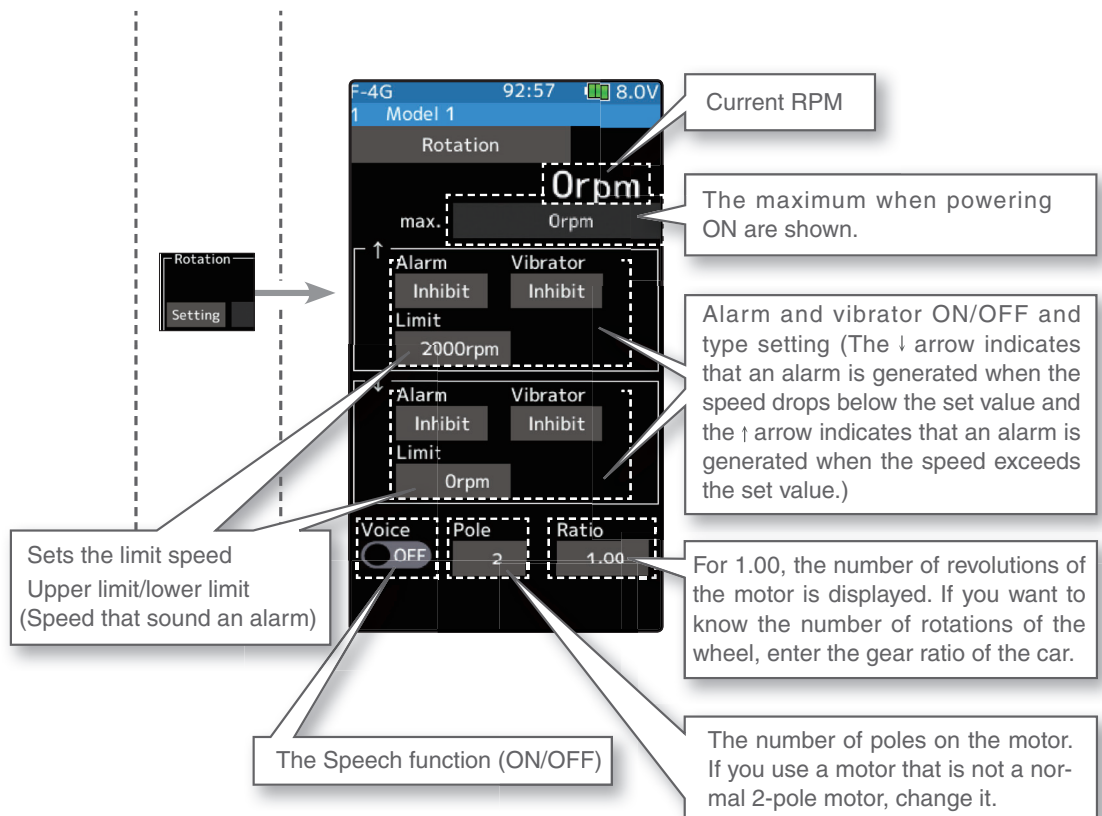 F-4G 92:57 8.0V
1 Model 1
Rotation
0rpm
max. 0rpm
↑
Alarm Vibrator
Inhibit Inhibit
Limit
2000rpm
↓
Alarm Vibrator
Inhibit Inhibit
Limit
0rpm
Voice Pole Ratio
OFF 2 1.00
Rotation
Setting
Current RPM
The maximum when powering
ON are shown.
Alarm and vibrator ON/OFF and
type setting (The ↓ arrow indicates
that an alarm is generated when the
speed drops below the set value and
the ↑ arrow indicates that an alarm is
generated when the speed exceeds
the set value.)
Sets the limit speed
Upper limit/lower limit
(Speed that sound an alarm)
For 1.00, the number of revolutions of
the motor is displayed. If you want to
know the number of rotations of the
wheel, enter the gear ratio of the car.
The Speech function (ON/OFF)
The number of poles on the motor.
If you use a motor that is not a nor-
mal 2-pole motor, change it.